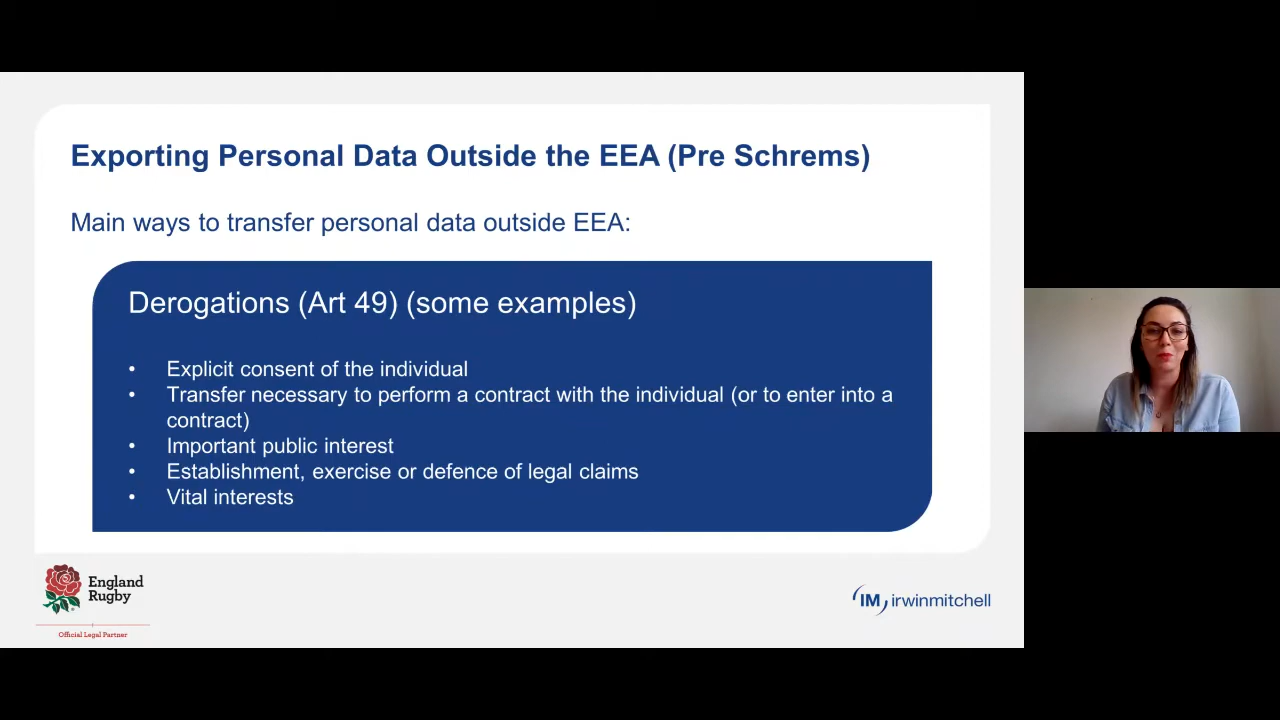 Exporting Personal Data Outside the EEA (Pre Schrems)
Main ways to transfer personal data outside EEA:
Derogations (Art 49) (some examples)
• Explicit consent of the individual
• Transfer necessary to perform a contract with the individual (or to enter into a
contract)
• Important public interest
• Establishment, exercise or defence of legal claims
• Vital interests
England
Rugby
Official Legal Partner
IM irwinmitchell